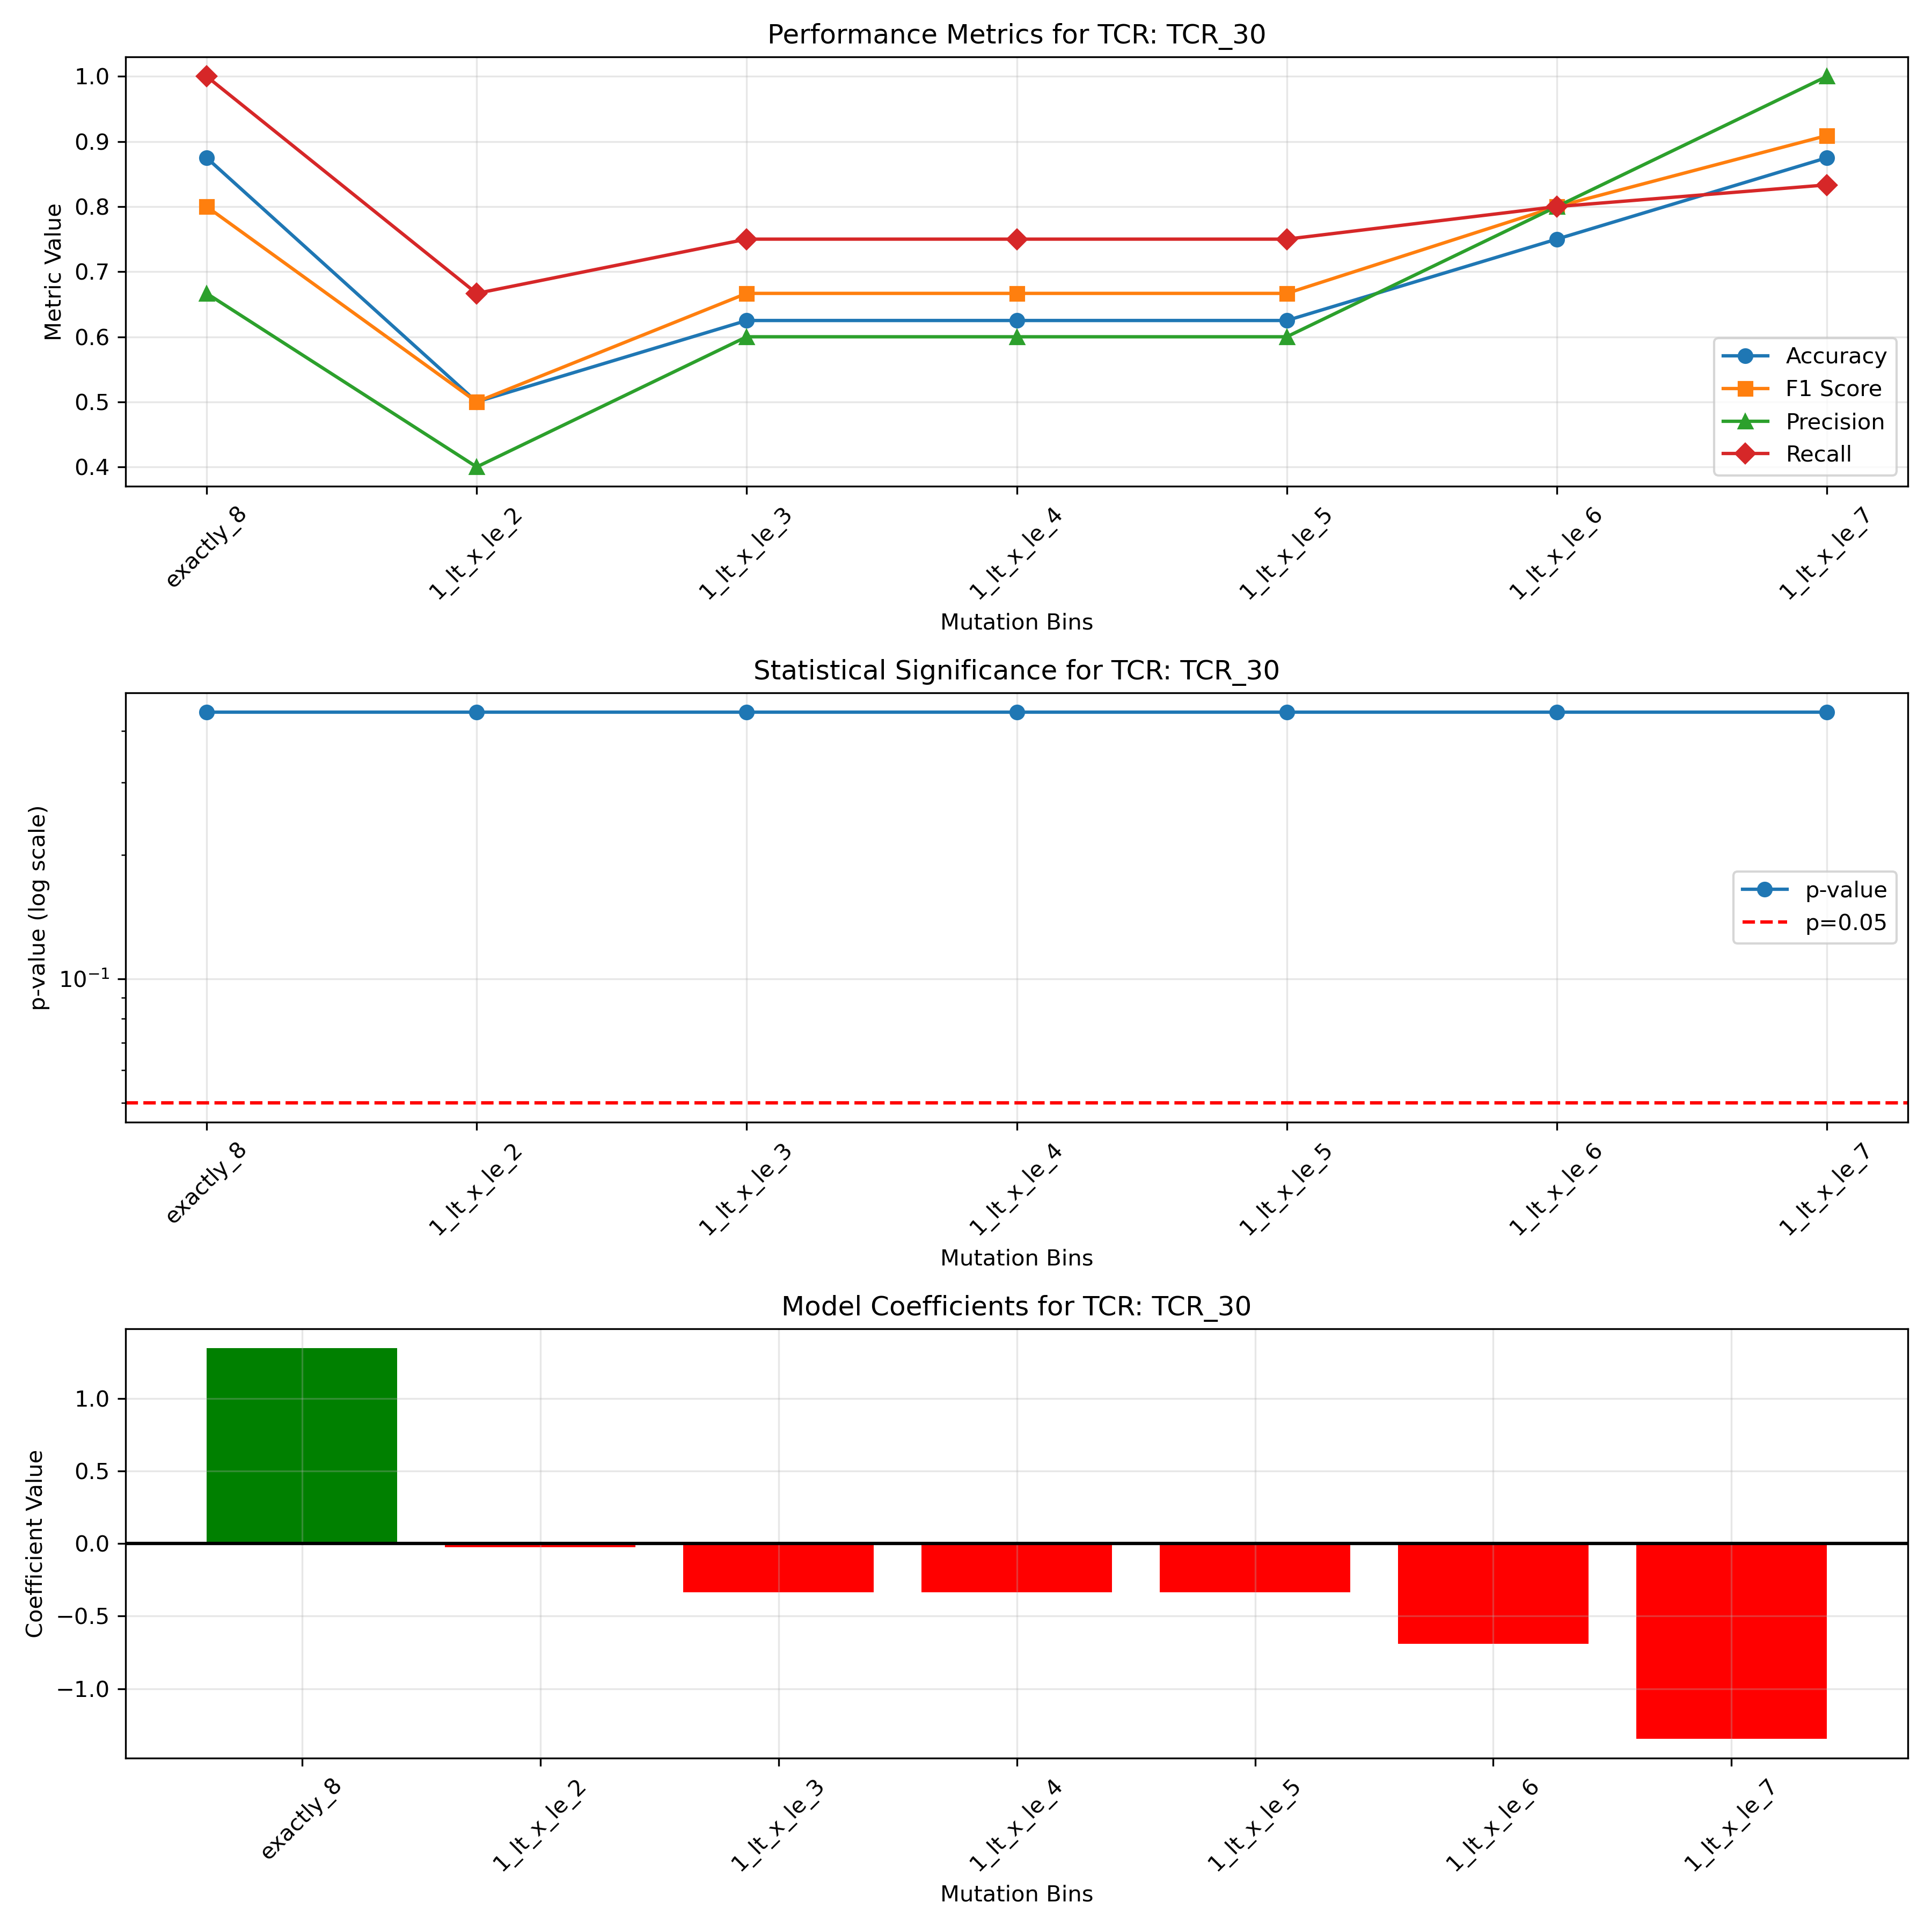 Performance Metrics for TCR: TCR_30
Metric Value
1.0
0.9
0.8
0.7
0.6
0.5
0.4
Accuracy
F1 Score
Precision
Recall
exactly_8
1_lt_x_le_2
1_lt_x_le_3
1_lt_x_le_4
1_lt_x_le_5
1_lt_x_le_6
1_lt_x_le_7
Mutation Bins
Statistical Significance for TCR: TCR_30
p-value (log scale)
10⁻¹
p-value
p=0.05
exactly_8
1_lt_x_le_2
1_lt_x_le_3
1_lt_x_le_4
1_lt_x_le_5
1_lt_x_le_6
1_lt_x_le_7
Mutation Bins
Model Coefficients for TCR: TCR_30
Coefficient Value
1.0
0.5
0.0
−0.5
−1.0
exactly_8
1_lt_x_le_2
1_lt_x_le_3
1_lt_x_le_4
1_lt_x_le_5
1_lt_x_le_6
1_lt_x_le_7
Mutation Bins